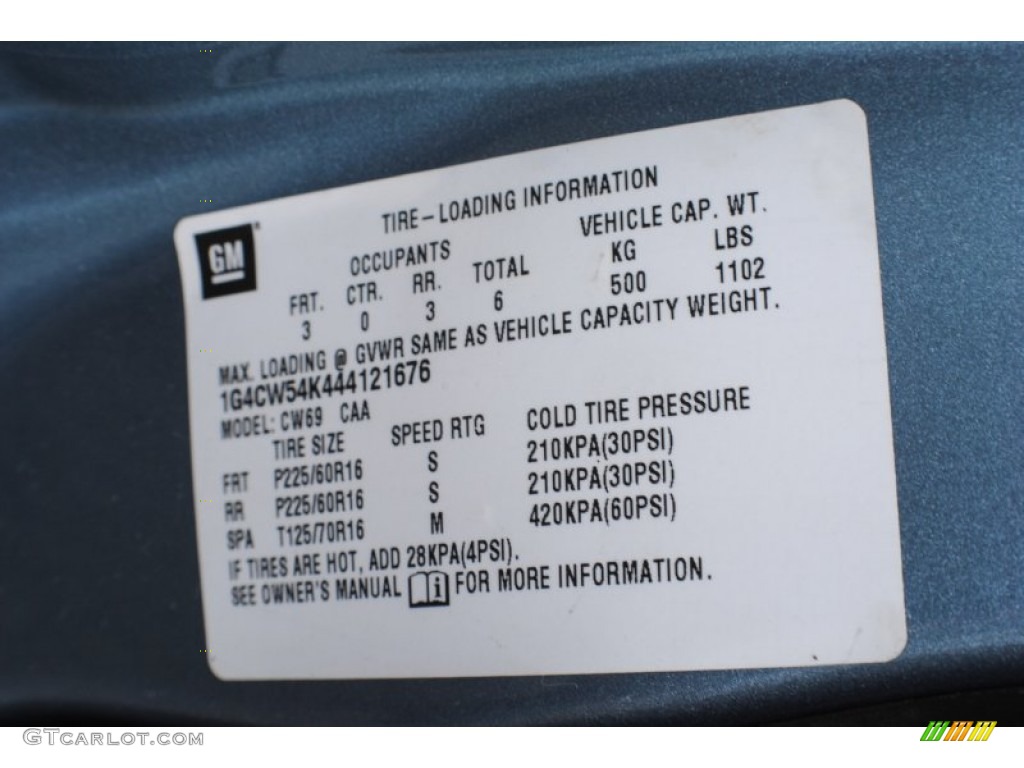 GM
TIRE-LOADING INFORMATION
OCCUPANTS VEHICLE CAP. WT.
FRT. CTR. RR. TOTAL KG LBS
3 0 3 6 500 1102
MAX. LOADING @ GVWR SAME AS VEHICLE CAPACITY WEIGHT.
1G4CW54K444121676
MODEL: CW69 CAA
TIRE SIZE SPEED RTG COLD TIRE PRESSURE
FRT P225/60R16 S 210KPA(30PSI)
RR P225/60R16 S 210KPA(30PSI)
SPA T125/70R16 M 420KPA(60PSI)
IF TIRES ARE HOT, ADD 28KPA(4PSI).
SEE OWNER'S MANUAL i FOR MORE INFORMATION.
GTCarlot.com